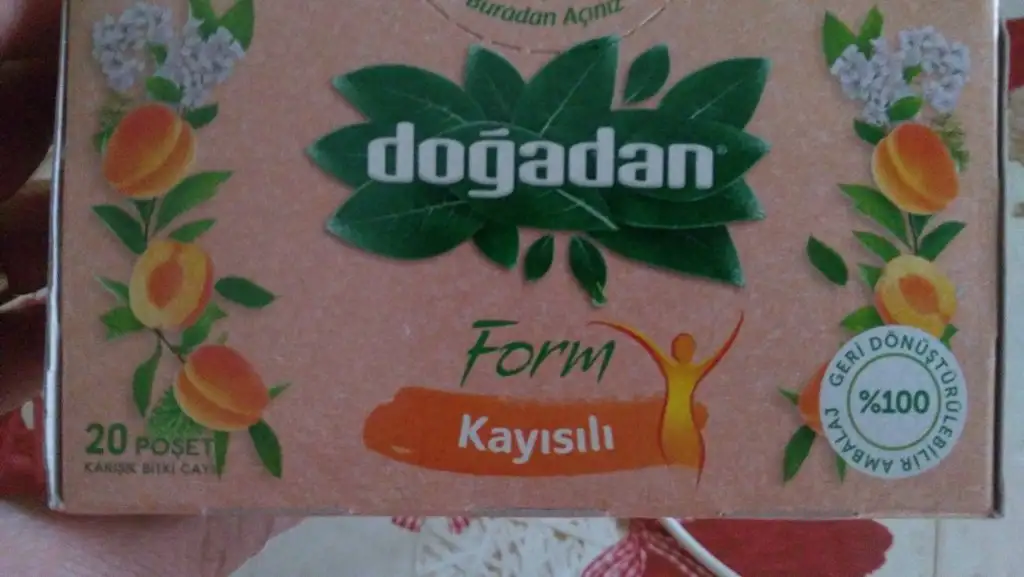 Buradan Açınız
doğadan
Form
Kayısılı
20 POŞET
KARIŞIK BİTKİ ÇAYI
GERİ DÖNÜŞTÜRÜLEBİLİR AMBALAJ
%100